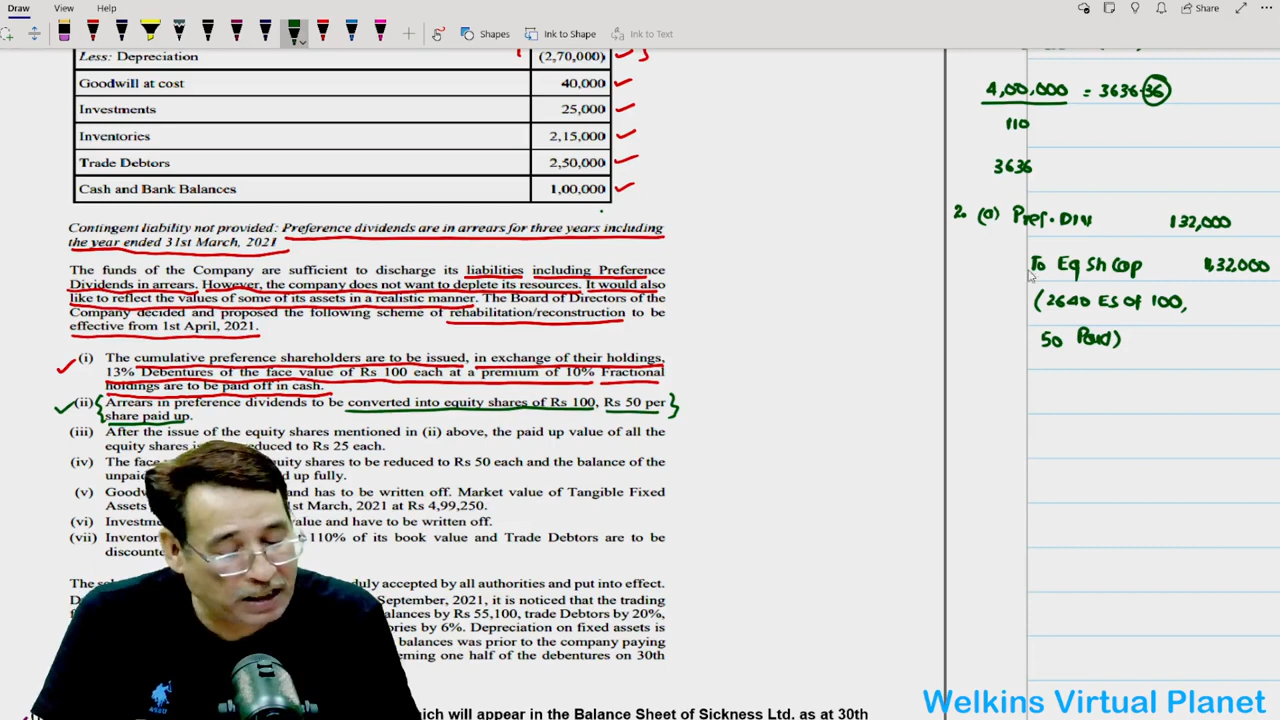 Draw Insert View Help
Share
Shapes Ink to Shape Ink to Text
Less: Depreciation (2,70,000)
Goodwill at cost 40,000
Investments 25,000
Inventories 2,15,000
Trade Debtors 2,50,000
Cash and Bank Balances 1,00,000
Contingent liability not provided: Preference dividends are in arrears for three years including
the year ended 31st March, 2021
The funds of the Company are sufficient to discharge its liabilities including Preference
Dividends in arrears. However, the company does not want to deplete its resources. It would also
like to reflect the values of some of its assets in a realistic manner. The Board of Directors of the
Company decided and proposed the following scheme of rehabilitation/reconstruction to be
effective from 1st April, 2021.
(i) The cumulative preference shareholders are to be issued, in exchange of their holdings,
13% Debentures of the face value of Rs 100 each at a premium of 10% Fractional
holdings are to be paid off in cash.
(ii) Arrears in preference dividends to be converted into equity shares of Rs 100, Rs 50 per
share paid up.
(iii) After the issue of the equity shares mentioned in (ii) above, the paid up value of all the
equity shares reduced to Rs 25 each.
(iv) The face uity shares to be reduced to Rs 50 each and the balance of the
unpai d up fully.
(v) Goodw and has to be written off. Market value of Tangible Fixed
Assets st March, 2021 at Rs 4,99,250.
(vi) Investme value and have to be written off.
(vii) Inventor 110% of its book value and Trade Debtors are to be
discounte
The duly accepted by all authorities and put into effect.
September, 2021, it is noticed that the trading
alances by Rs 55,100, trade Debtors by 20%,
ories by 6%. Depreciation on fixed assets is
balances was prior to the company paying
eming one half of the debentures on 30th
hich will appear in the Balance Sheet of Sickness Ltd. as at 30th
4,00,000 = 3636.36
110
3636
2. (a) Pref. Div 132,000
To Eq Sh Cap 1,32,000
(2640 ES of 100,
50 Paid)
Welkins Virtual Planet